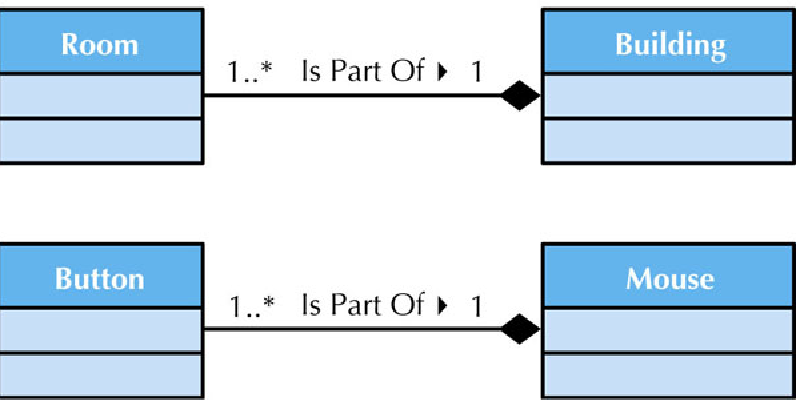 Room
1..* Is Part Of ▶ 1
Building
Button
1..* Is Part Of ▶ 1
Mouse